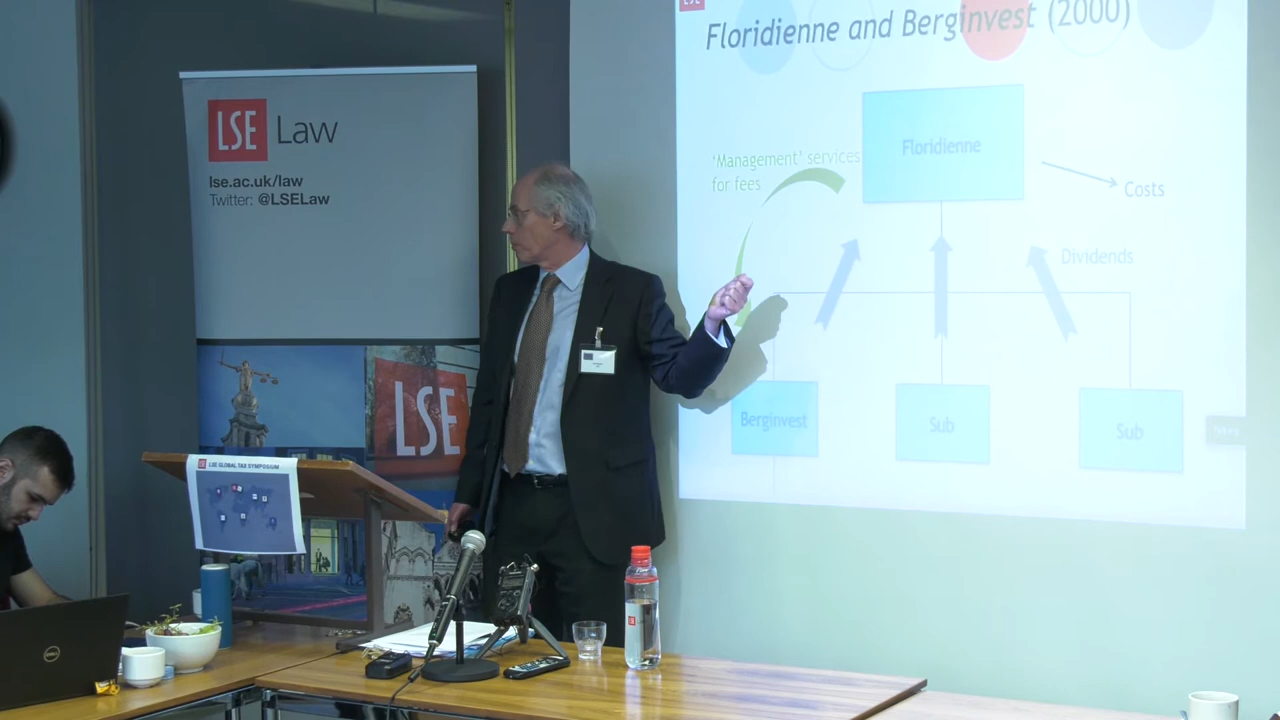 LSE
Floridienne and Berginvest (2000)
Floridienne
'Management' services
for fees
Costs
Dividends
Berginvest
Sub
Sub
LSE Law
lse.ac.uk/law
Twitter: @LSELaw
LSE
LSE GLOBAL TAX SYMPOSIUM
DELL